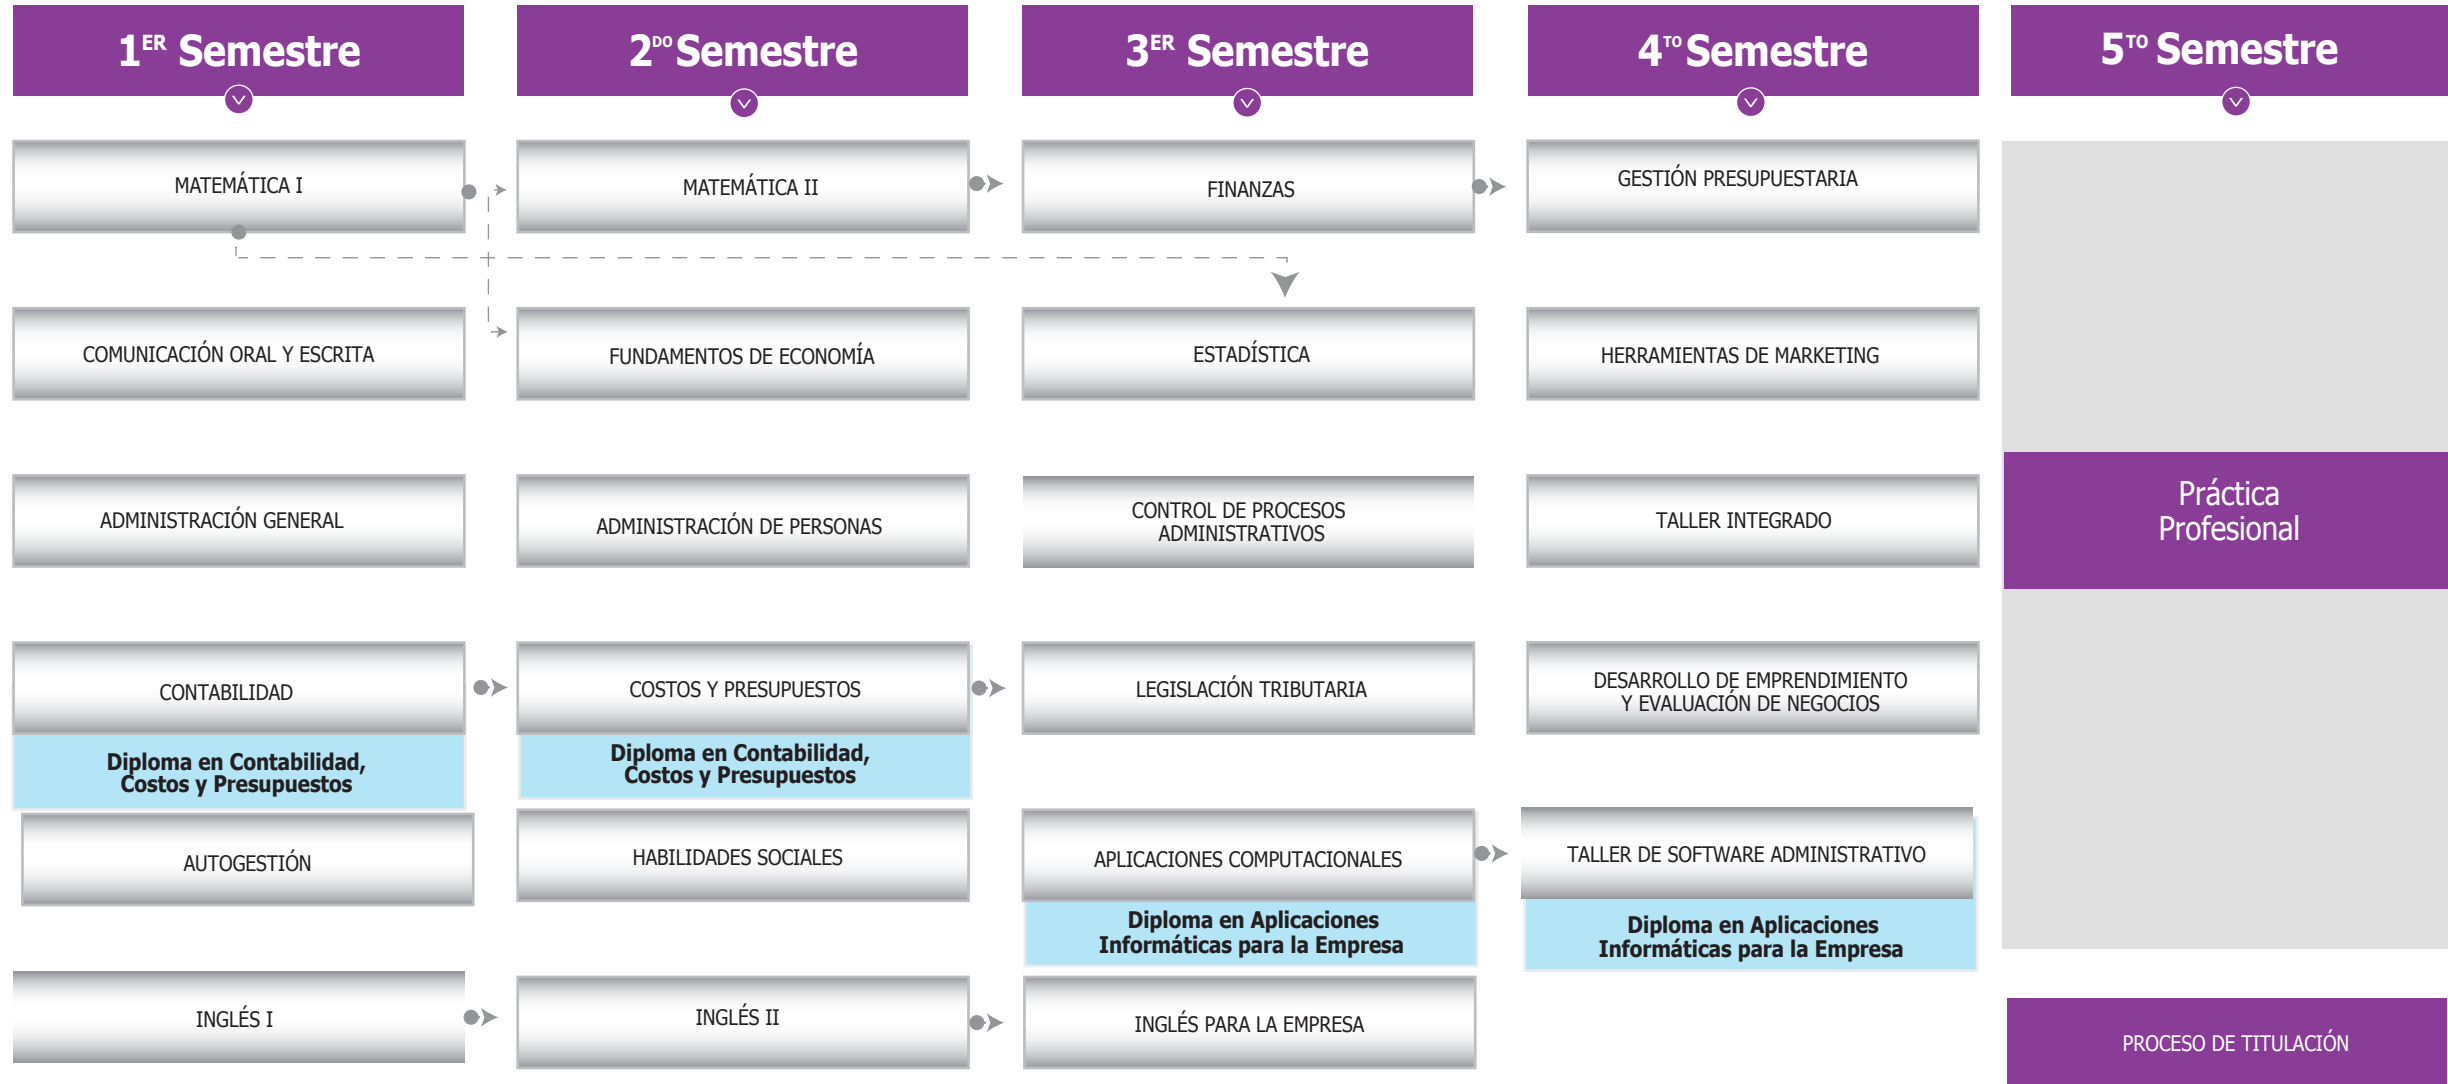 1ER Semestre
2DO Semestre
3ER Semestre
4TO Semestre
5TO Semestre
MATEMÁTICA I
MATEMÁTICA II
FINANZAS
GESTIÓN PRESUPUESTARIA
COMUNICACIÓN ORAL Y ESCRITA
FUNDAMENTOS DE ECONOMÍA
ESTADÍSTICA
HERRAMIENTAS DE MARKETING
ADMINISTRACIÓN GENERAL
ADMINISTRACIÓN DE PERSONAS
CONTROL DE PROCESOS
ADMINISTRATIVOS
TALLER INTEGRADO
Práctica
Profesional
CONTABILIDAD
COSTOS Y PRESUPUESTOS
LEGISLACIÓN TRIBUTARIA
DESARROLLO DE EMPRENDIMIENTO
Y EVALUACIÓN DE NEGOCIOS
Diploma en Contabilidad,
Costos y Presupuestos
Diploma en Contabilidad,
Costos y Presupuestos
AUTOGESTIÓN
HABILIDADES SOCIALES
APLICACIONES COMPUTACIONALES
TALLER DE SOFTWARE ADMINISTRATIVO
Diploma en Aplicaciones
Informáticas para la Empresa
Diploma en Aplicaciones
Informáticas para la Empresa
INGLÉS I
INGLÉS II
INGLÉS PARA LA EMPRESA
PROCESO DE TITULACIÓN